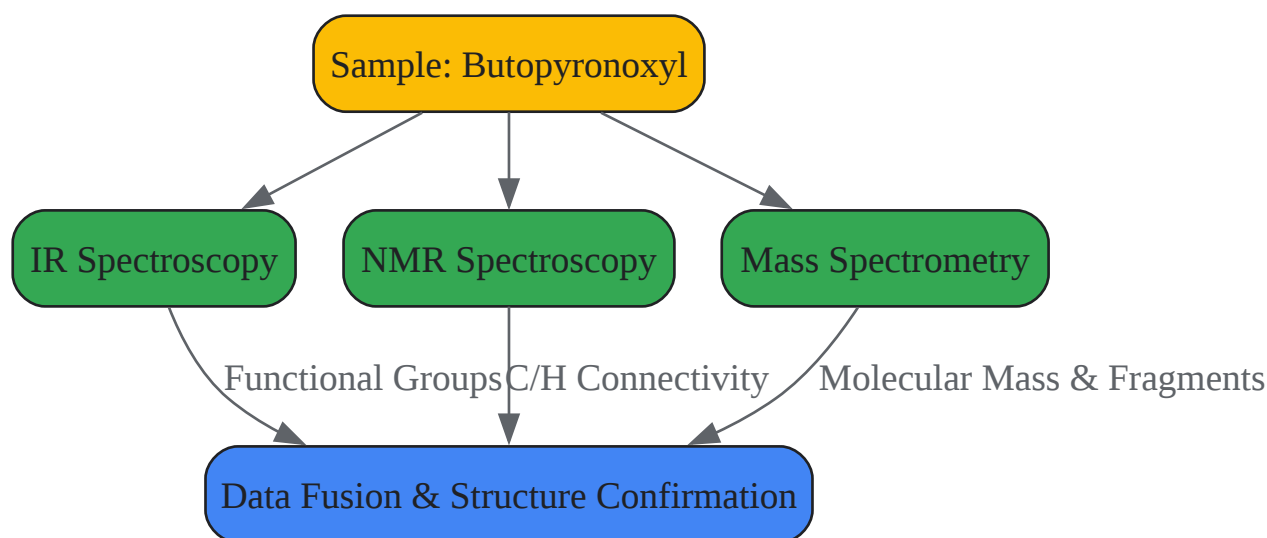 Sample: Butopyronoxyl
IR Spectroscopy
NMR Spectroscopy
Mass Spectrometry
Functional Groups
C/H Connectivity
Molecular Mass & Fragments
Data Fusion & Structure Confirmation